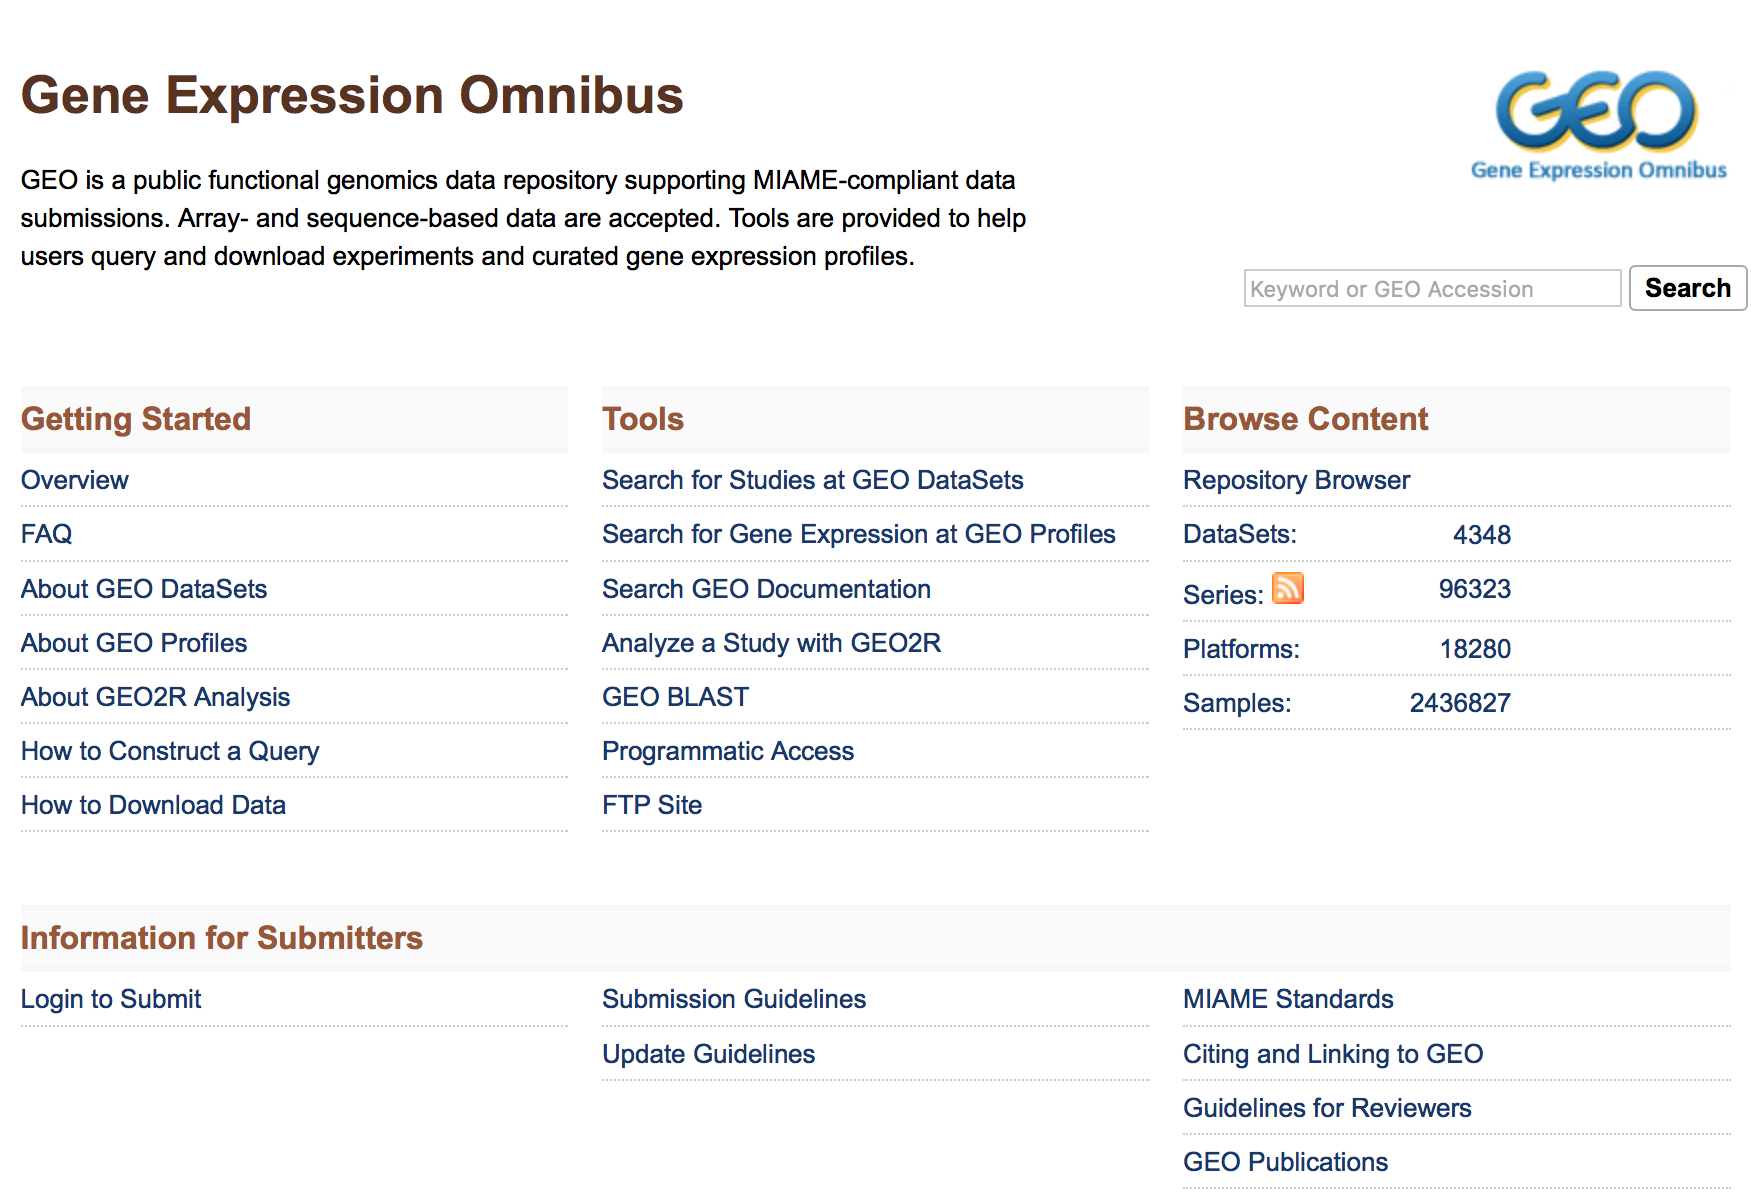 Gene Expression Omnibus
GEO
Gene Expression Omnibus
GEO is a public functional genomics data repository supporting MIAME-compliant data
submissions. Array- and sequence-based data are accepted. Tools are provided to help
users query and download experiments and curated gene expression profiles.
Keyword or GEO Accession Search
Getting Started
Overview
FAQ
About GEO DataSets
About GEO Profiles
About GEO2R Analysis
How to Construct a Query
How to Download Data
Tools
Search for Studies at GEO DataSets
Search for Gene Expression at GEO Profiles
Search GEO Documentation
Analyze a Study with GEO2R
GEO BLAST
Programmatic Access
FTP Site
Browse Content
Repository Browser
DataSets: 4348
Series: 96323
Platforms: 18280
Samples: 2436827
Information for Submitters
Login to Submit
Submission Guidelines
Update Guidelines
MIAME Standards
Citing and Linking to GEO
Guidelines for Reviewers
GEO Publications